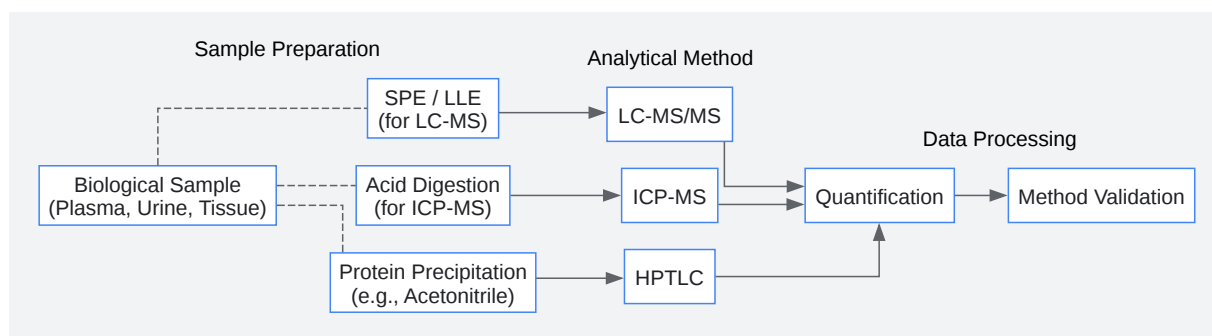 Sample Preparation
Analytical Method
Data Processing
SPE / LLE
(for LC-MS)
LC-MS/MS
Biological Sample
(Plasma, Urine, Tissue)
Acid Digestion
(for ICP-MS)
ICP-MS
Quantification
Method Validation
Protein Precipitation
(e.g., Acetonitrile)
HPTLC